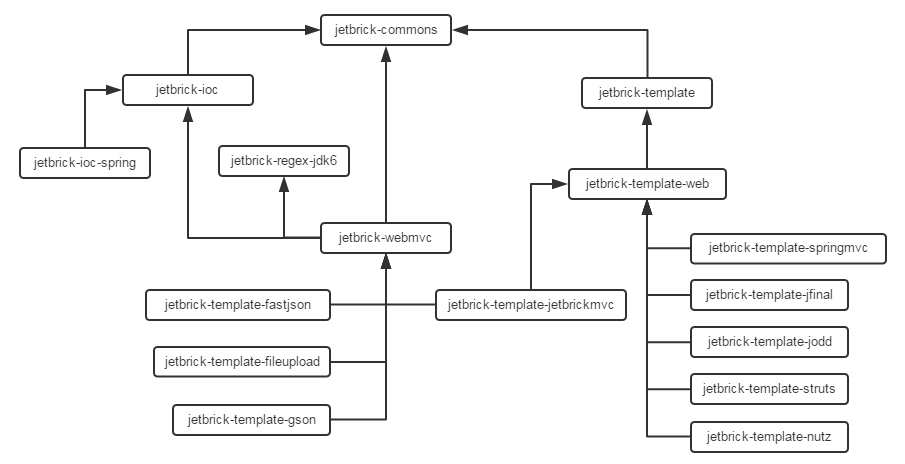 jetbrick-commons
jetbrick-ioc
jetbrick-template
jetbrick-ioc-spring
jetbrick-regex-jdk6
jetbrick-template-web
jetbrick-webmvc
jetbrick-template-springmvc
jetbrick-template-fastjson
jetbrick-template-jetbrickmvc
jetbrick-template-jfinal
jetbrick-template-jodd
jetbrick-template-fileupload
jetbrick-template-struts
jetbrick-template-gson
jetbrick-template-nutz